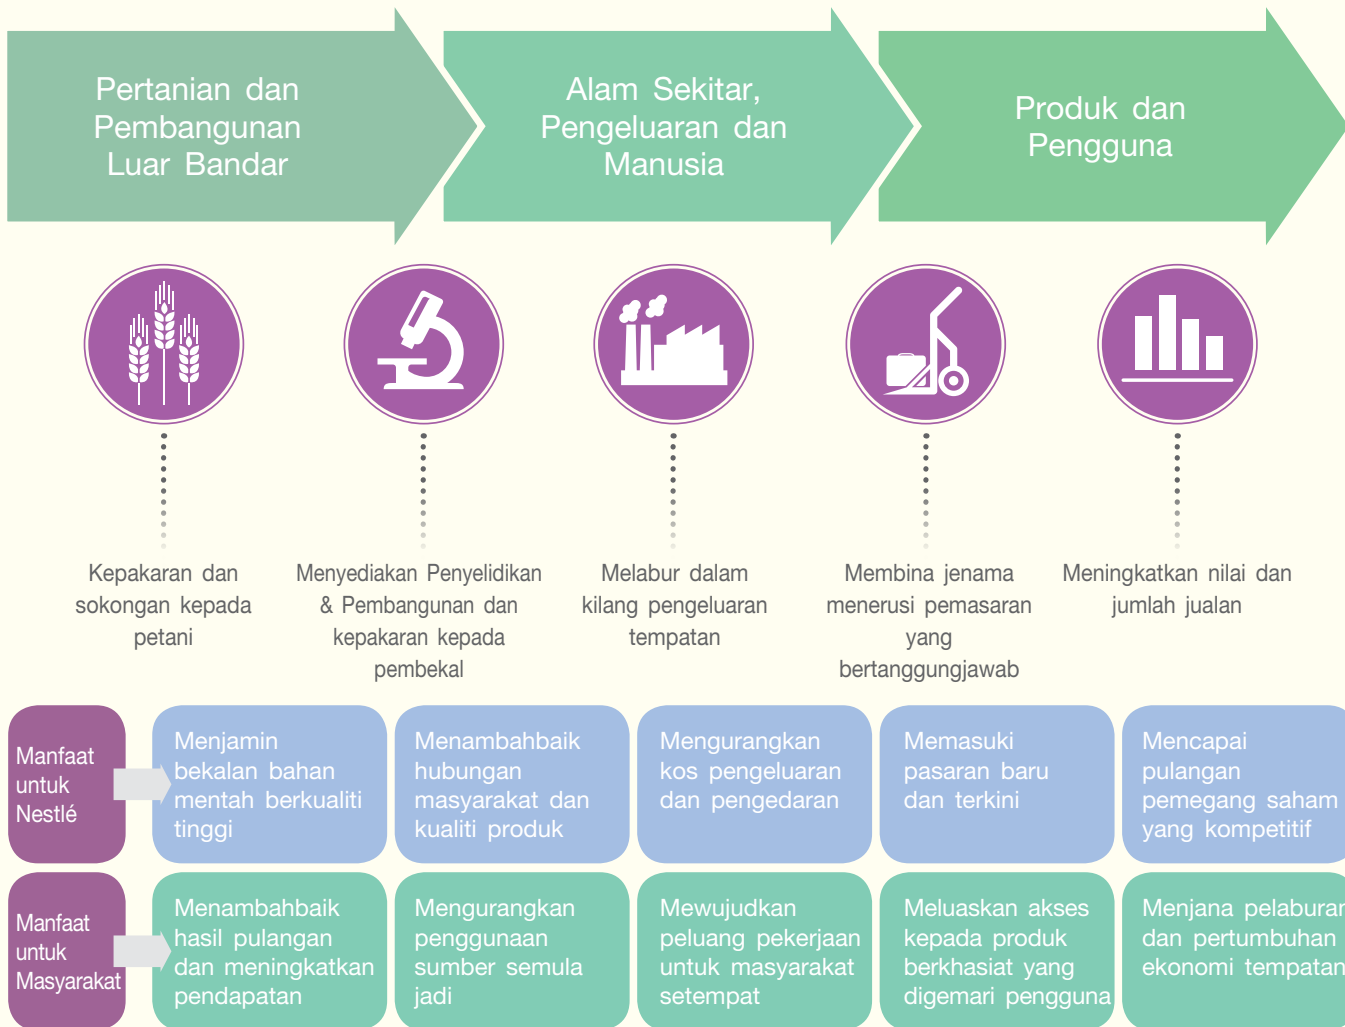 Pertanian dan
Pembangunan
Luar Bandar
Alam Sekitar,
Pengeluaran dan
Manusia
Produk dan
Pengguna
Kepakaran dan
sokongan kepada
petani
Menyediakan Penyelidikan
& Pembangunan dan
kepakaran kepada
pembekal
Melabur dalam
kilang pengeluaran
tempatan
Membina jenama
menerusi pemasaran
yang
bertanggungjawab
Meningkatkan nilai dan
jumlah jualan
Manfaat
untuk
Nestlé
Menjamin
bekalan bahan
mentah berkualiti
tinggi
Menambahbaik
hubungan
masyarakat dan
kualiti produk
Mengurangkan
kos pengeluaran
dan pengedaran
Memasuki
pasaran baru
dan terkini
Mencapai
pulangan
pemegang saham
yang kompetitif
Manfaat
untuk
Masyarakat
Menambahbaik
hasil pulangan
dan meningkatkan
pendapatan
Mengurangkan
penggunaan
sumber semula
jadi
Mewujudkan
peluang pekerjaan
untuk masyarakat
setempat
Meluaskan akses
kepada produk
berkhasiat yang
digemari pengguna
Menjana pelaburan
dan pertumbuhan
ekonomi tempatan